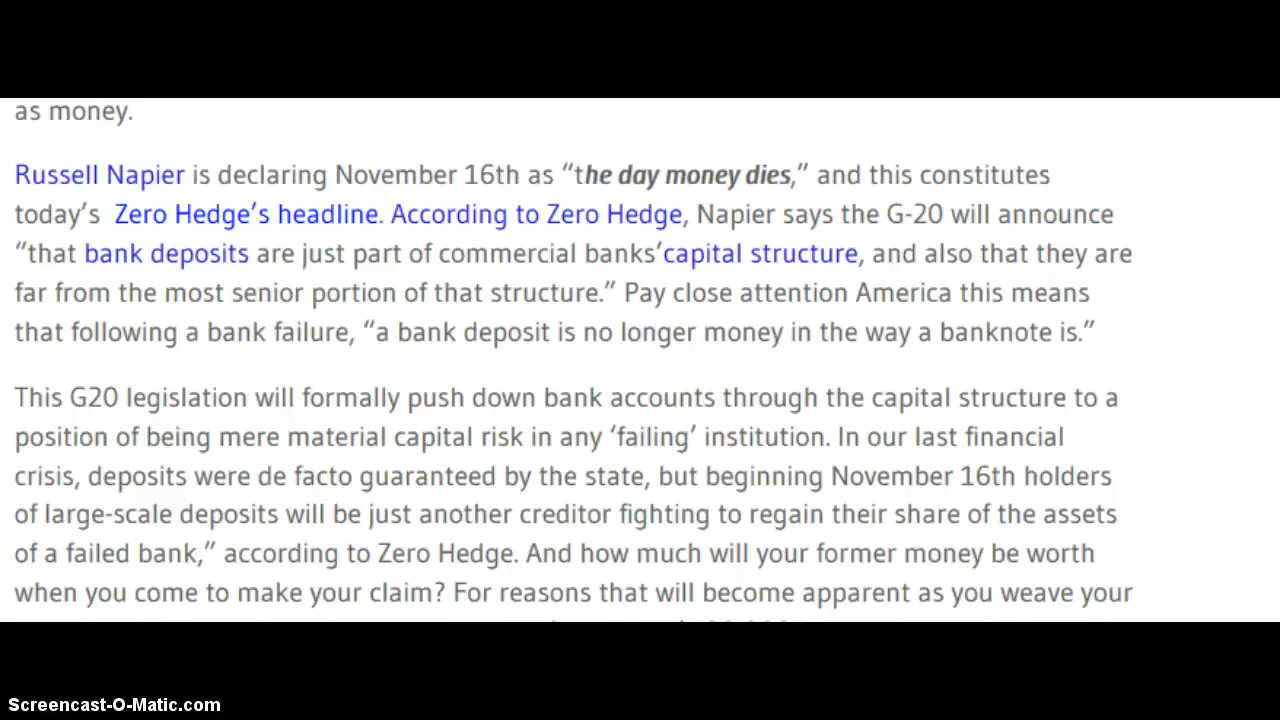 as money.
Russell Napier is declaring November 16th as “the day money dies,” and this constitutes
today’s Zero Hedge’s headline. According to Zero Hedge, Napier says the G-20 will announce
“that bank deposits are just part of commercial banks’capital structure, and also that they are
far from the most senior portion of that structure.” Pay close attention America this means
that following a bank failure, “a bank deposit is no longer money in the way a banknote is.”
This G20 legislation will formally push down bank accounts through the capital structure to a
position of being mere material capital risk in any ‘failing’ institution. In our last financial
crisis, deposits were de facto guaranteed by the state, but beginning November 16th holders
of large-scale deposits will be just another creditor fighting to regain their share of the assets
of a failed bank,” according to Zero Hedge. And how much will your former money be worth
when you come to make your claim? For reasons that will become apparent as you weave your
Screencast-O-Matic.com